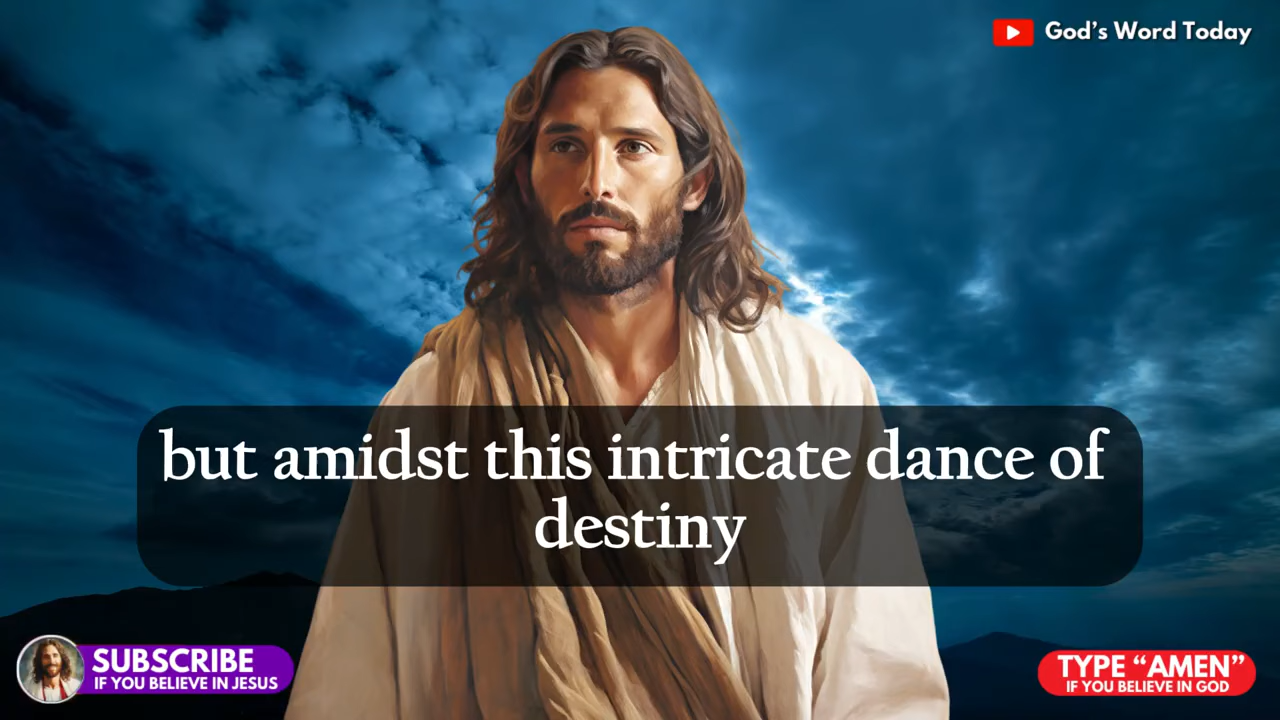 God's Word Today
but amidst this intricate dance of
destiny
SUBSCRIBE
IF YOU BELIEVE IN JESUS
TYPE “AMEN”
IF YOU BELIEVE IN GOD